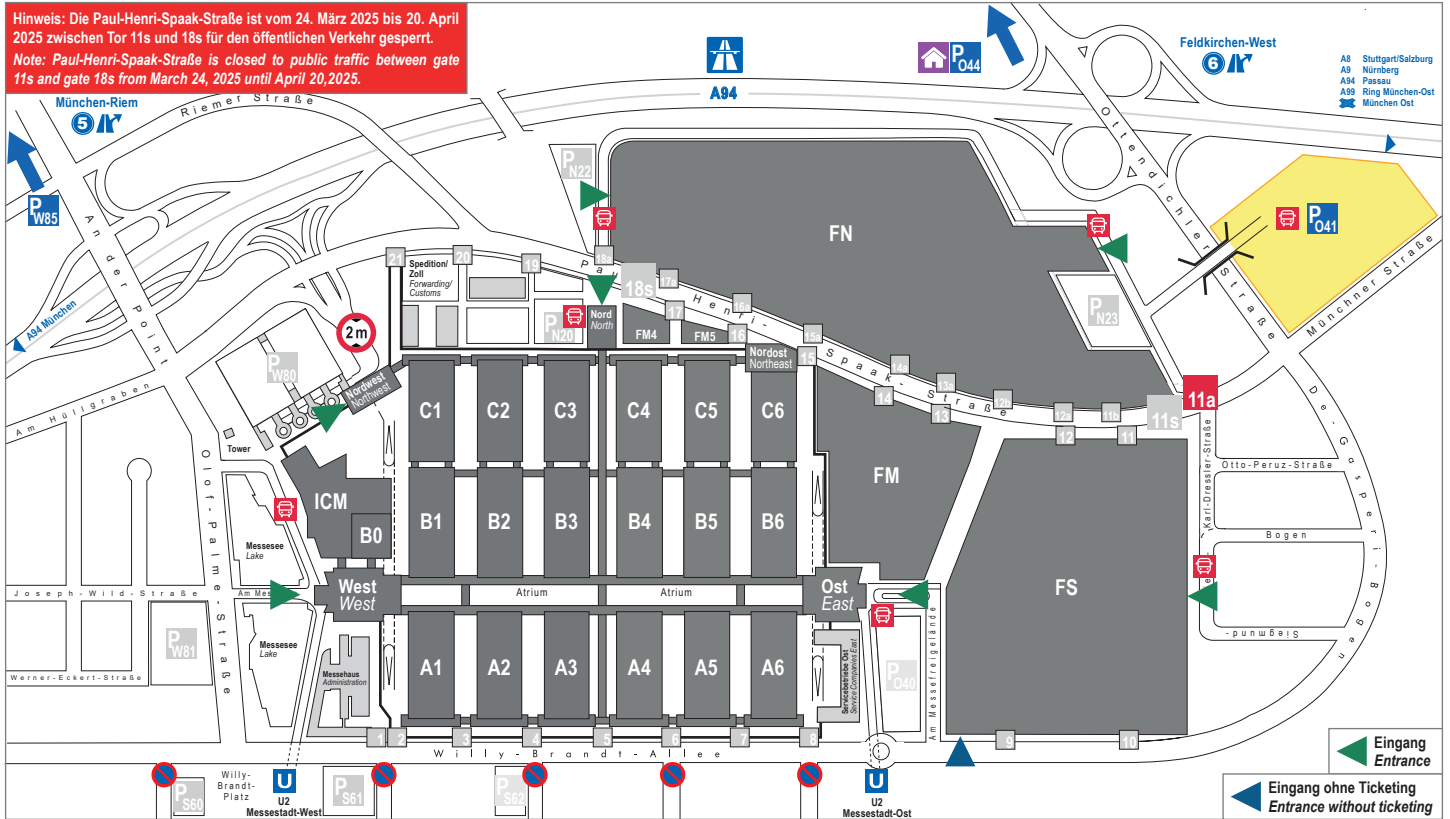 Hinweis: Die Paul-Henri-Spaak-Straße ist vom 24. März 2025 bis 20. April
2025 zwischen Tor 11s und 18s für den öffentlichen Verkehr gesperrt.
Note: Paul-Henri-Spaak-Straße is closed to public traffic between gate
11s and gate 18s from March 24, 2025 until April 20,2025.
München-Riem
5
Riemer Straße
A94
P O44
Feldkirchen-West
6
A8 Stuttgart/Salzburg
A9 Nürnberg
A94 Passau
A99 Ring München-Ost
München Ost
P W85
An der Point
P N22
FN
Ottendichler Straße
P O41
Münchner Straße
A94 München
21
20
19
18a
Spedition/
Zoll
Forwarding/
Customs
Paul-Henri-Spaak-Straße
18s
17a
17
16a
16
15a
15
14a
14
13a
13
12b
12a
12
11b
11
11s
11a
P N23
2 m
P N20
Nord
North
FM4
FM5
Nordost
Northeast
P W80
Nordwest
Northwest
Am Hüllgraben
Tower
Olof-Palme-Straße
C1
C2
C3
C4
C5
C6
FM
Karl-Dressler-Straße
Otto-Peruz-Straße
De-Gasperi-Bogen
ICM
B0
B1
B2
B3
B4
B5
B6
Bogen
Messesee
Lake
Joseph-Wild-Straße
Am Mes
West
West
Atrium
Atrium
Ost
East
FS
Siegmund-
P W81
Messesee
Lake
Werner-Eckert-Straße
Messehaus
Administration
A1
A2
A3
A4
A5
A6
Servicebetriebe Ost
Service Companies East
P O40
Am Messefreigelände
1
2
3
4
5
6
7
8
9
10
Willy-Brandt-Allee
Eingang
Entrance
P S60
Willy-
Brandt-
Platz
U
U2
Messestadt-West
P S61
P S62
U
U2
Messestadt-Ost
Eingang ohne Ticketing
Entrance without ticketing